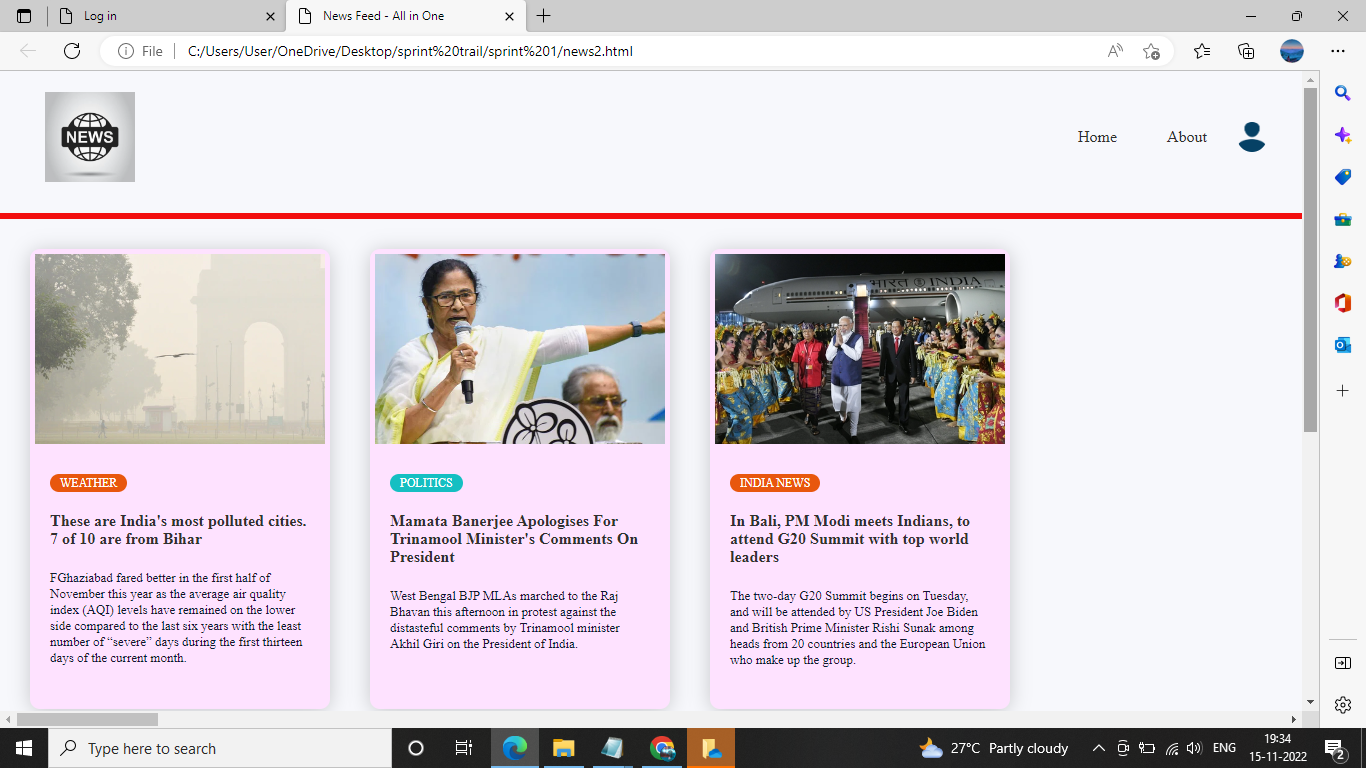 Log in
News Feed - All in One
File
C:/Users/User/OneDrive/Desktop/sprint%20trail/sprint%201/news2.html
NEWS
Home
About
भारत INDIA
WEATHER
These are India's most polluted cities.
7 of 10 are from Bihar
FGhaziabad fared better in the first half of
November this year as the average air quality
index (AQI) levels have remained on the lower
side compared to the last six years with the least
number of “severe” days during the first thirteen
days of the current month.
POLITICS
Mamata Banerjee Apologises For
Trinamool Minister's Comments On
President
West Bengal BJP MLAs marched to the Raj
Bhavan this afternoon in protest against the
distasteful comments by Trinamool minister
Akhil Giri on the President of India.
INDIA NEWS
In Bali, PM Modi meets Indians, to
attend G20 Summit with top world
leaders
The two-day G20 Summit begins on Tuesday,
and will be attended by US President Joe Biden
and British Prime Minister Rishi Sunak among
heads from 20 countries and the European Union
who make up the group.
Type here to search
27°C Partly cloudy
ENG
19:34
15-11-2022
2